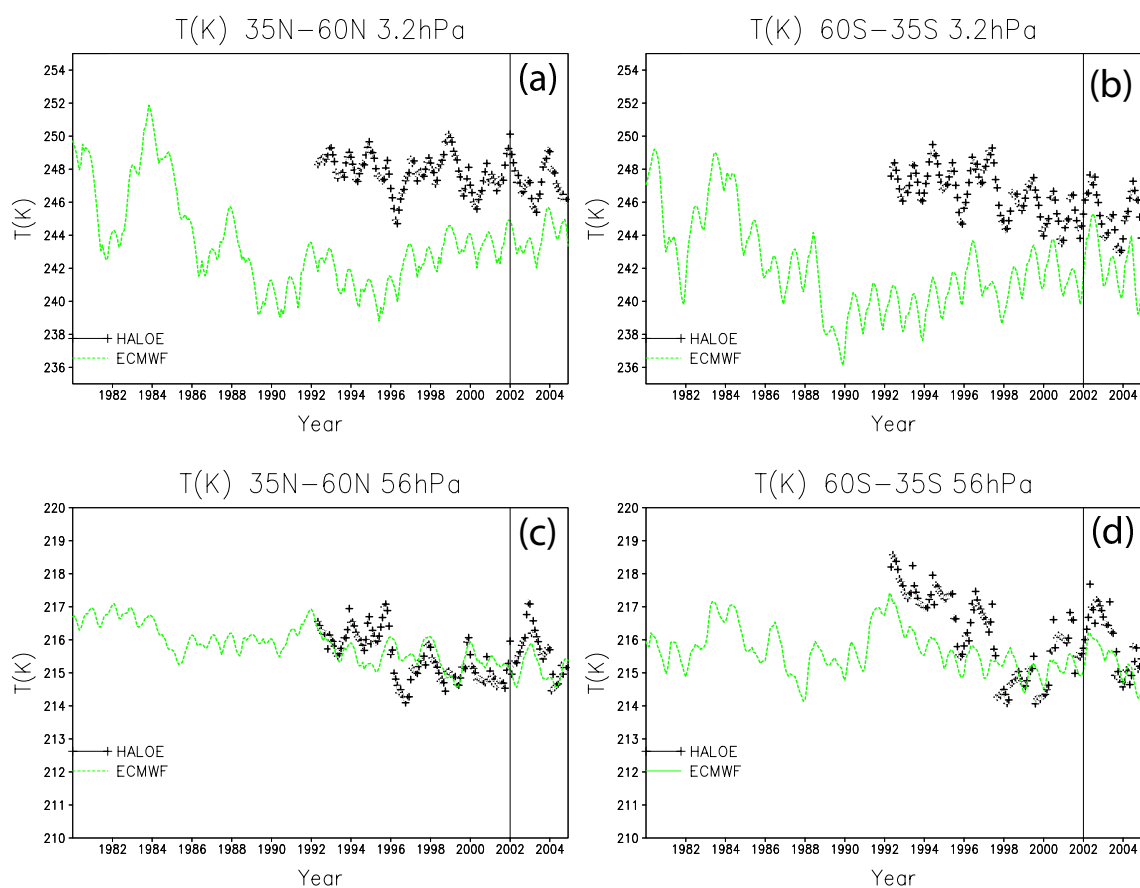 T(K) 35N−60N 3.2hPa
(a)
254
252
250
248
246
244
242
240
238
236
T(K)
HALOE
ECMWF
1982 1984 1986 1988 1990 1992 1994 1996 1998 2000 2002 2004
Year
T(K) 60S−35S 3.2hPa
(b)
254
252
250
248
246
244
242
240
238
236
T(K)
HALOE
ECMWF
1982 1984 1986 1988 1990 1992 1994 1996 1998 2000 2002 2004
Year
T(K) 35N−60N 56hPa
(c)
220
219
218
217
216
215
214
213
212
211
210
T(K)
HALOE
ECMWF
1982 1984 1986 1988 1990 1992 1994 1996 1998 2000 2002 2004
Year
T(K) 60S−35S 56hPa
(d)
220
219
218
217
216
215
214
213
212
211
210
T(K)
HALOE
ECMWF
1982 1984 1986 1988 1990 1992 1994 1996 1998 2000 2002 2004
Year